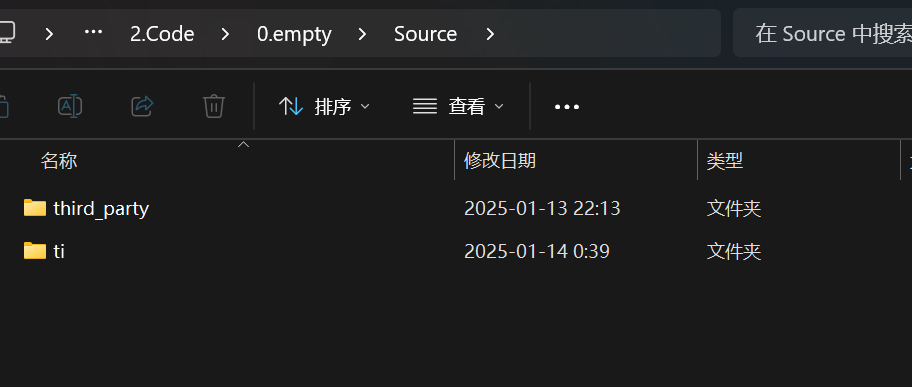 2.Code 0.empty Source 在 Source 中搜索
排序 查看
名称 修改日期 类型
third_party 2025-01-13 22:13 文件夹
ti 2025-01-14 0:39 文件夹